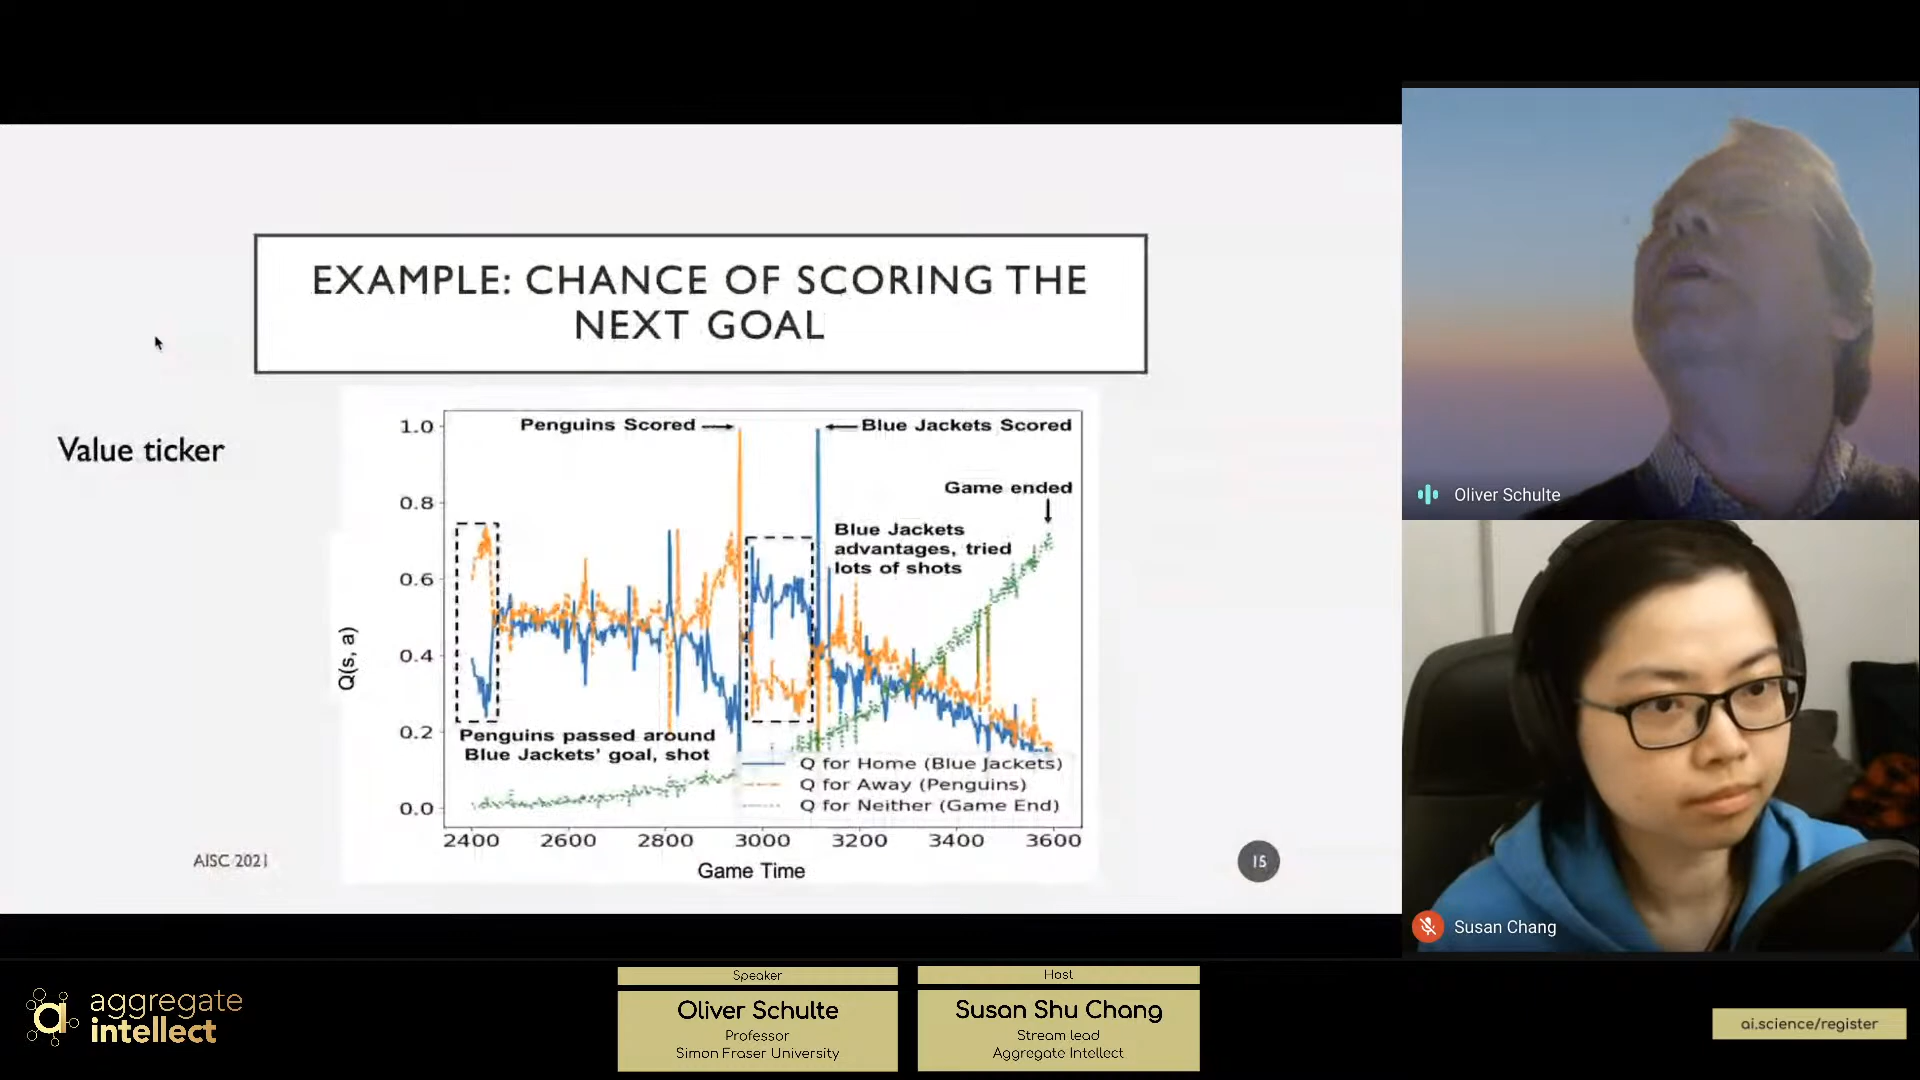 EXAMPLE: CHANCE OF SCORING THE
NEXT GOAL
Value ticker
Penguins Scored
Blue Jackets Scored
Game ended
Blue Jackets
advantages, tried
lots of shots
Penguins passed around
Blue Jackets' goal, shot
Q for Home (Blue Jackets)
Q for Away (Penguins)
Q for Neither (Game End)
1.0
0.8
0.6
0.4
0.2
0.0
Q(s, a)
2400 2600 2800 3000 3200 3400 3600
Game Time
AISC 2021
15
Oliver Schulte
Susan Chang
aggregate
intellect
Speaker
Oliver Schulte
Professor
Simon Fraser University
Host
Susan Shu Chang
Stream lead
Aggregate Intellect
ai.science/register